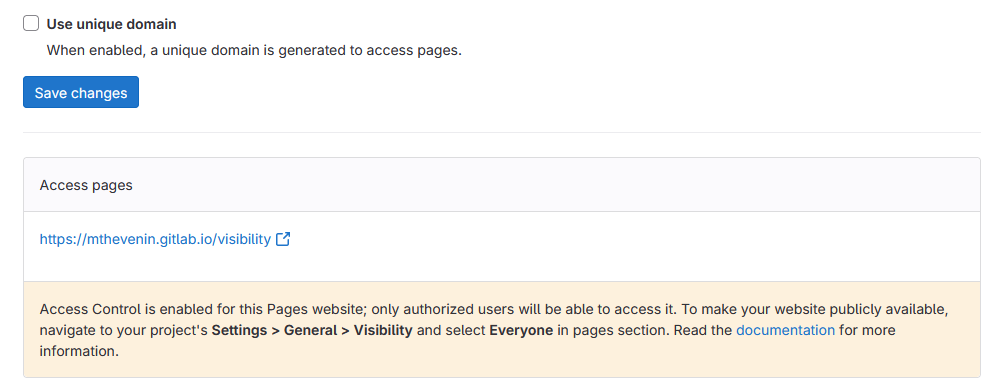 Use unique domain
When enabled, a unique domain is generated to access pages.
Save changes
Access pages
https://mthevenin.gitlab.io/visibility
Access Control is enabled for this Pages website; only authorized users will be able to access it. To make your website publicly available,
navigate to your project's Settings > General > Visibility and select Everyone in pages section. Read the documentation for more
information.